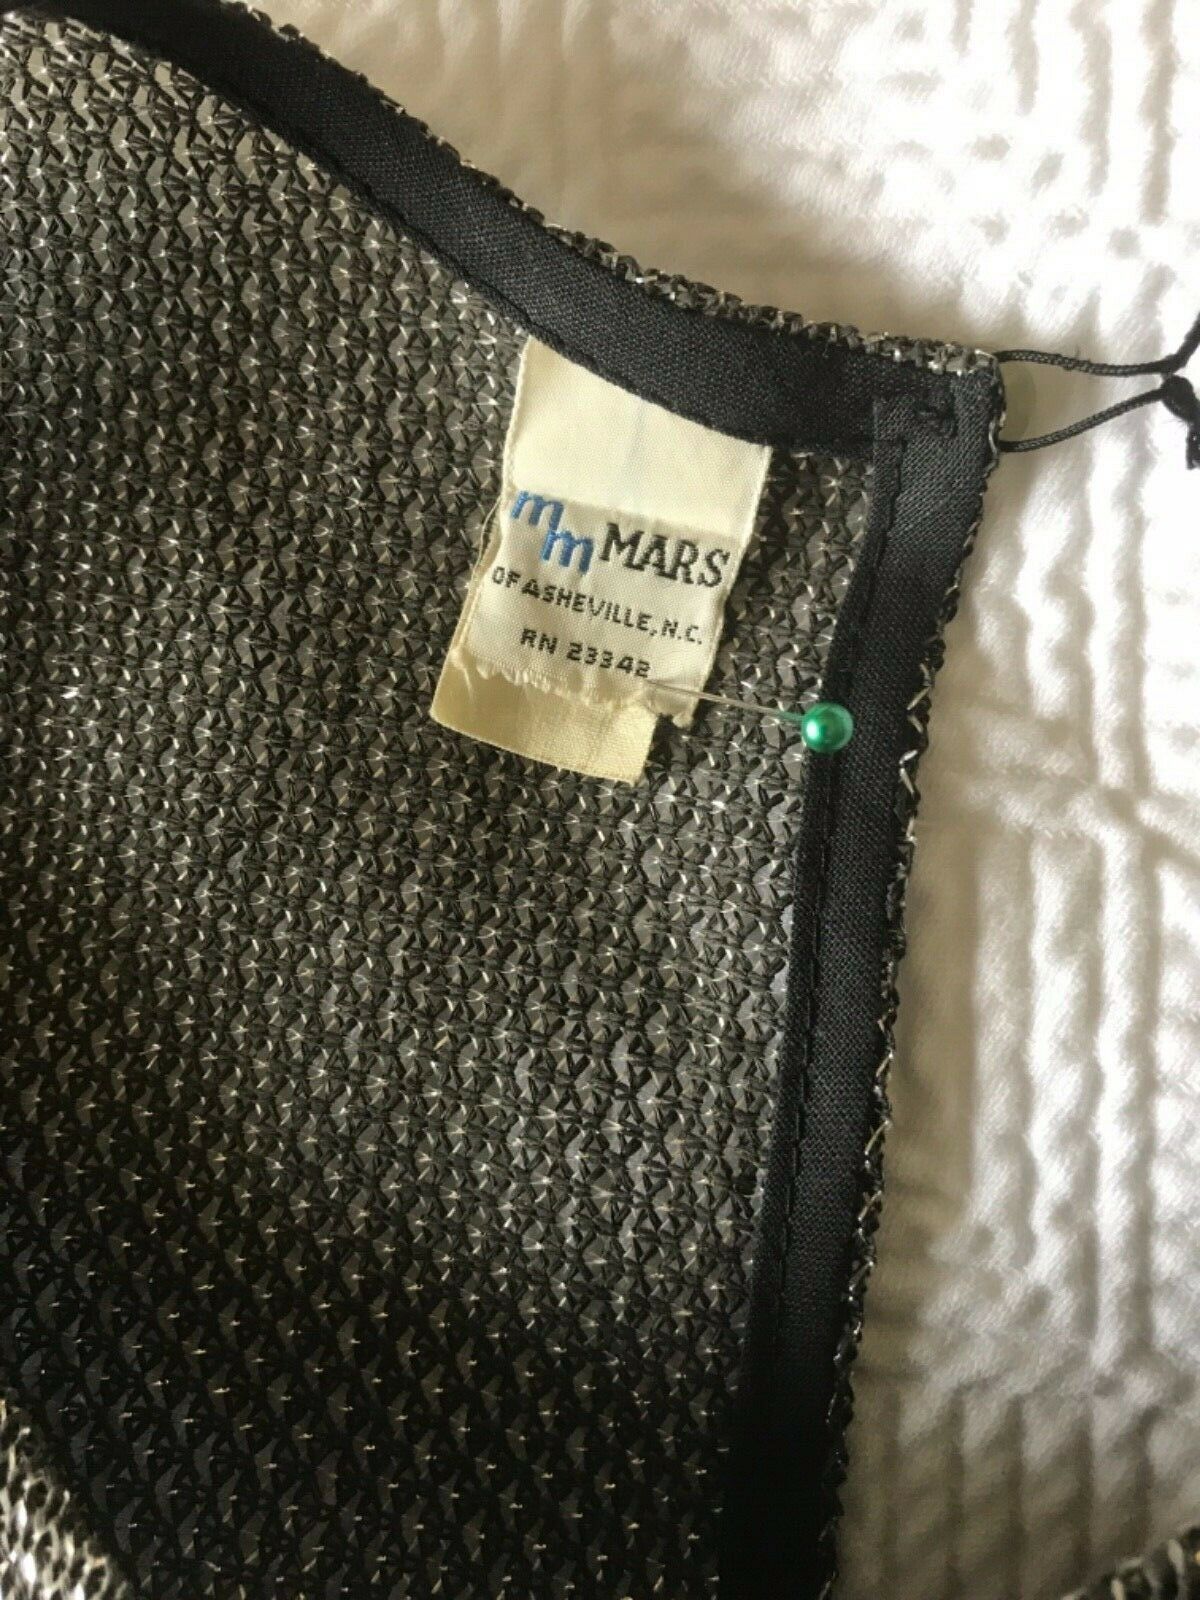 mm MARS
OF ASHEVILLE, N.C.
RN 23342